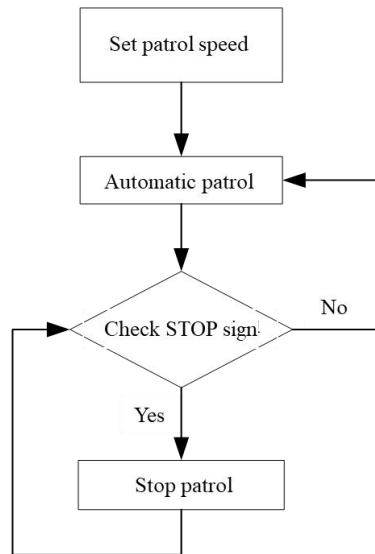 Set patrol speed
Automatic patrol
Check STOP sign
No
Yes
Stop patrol